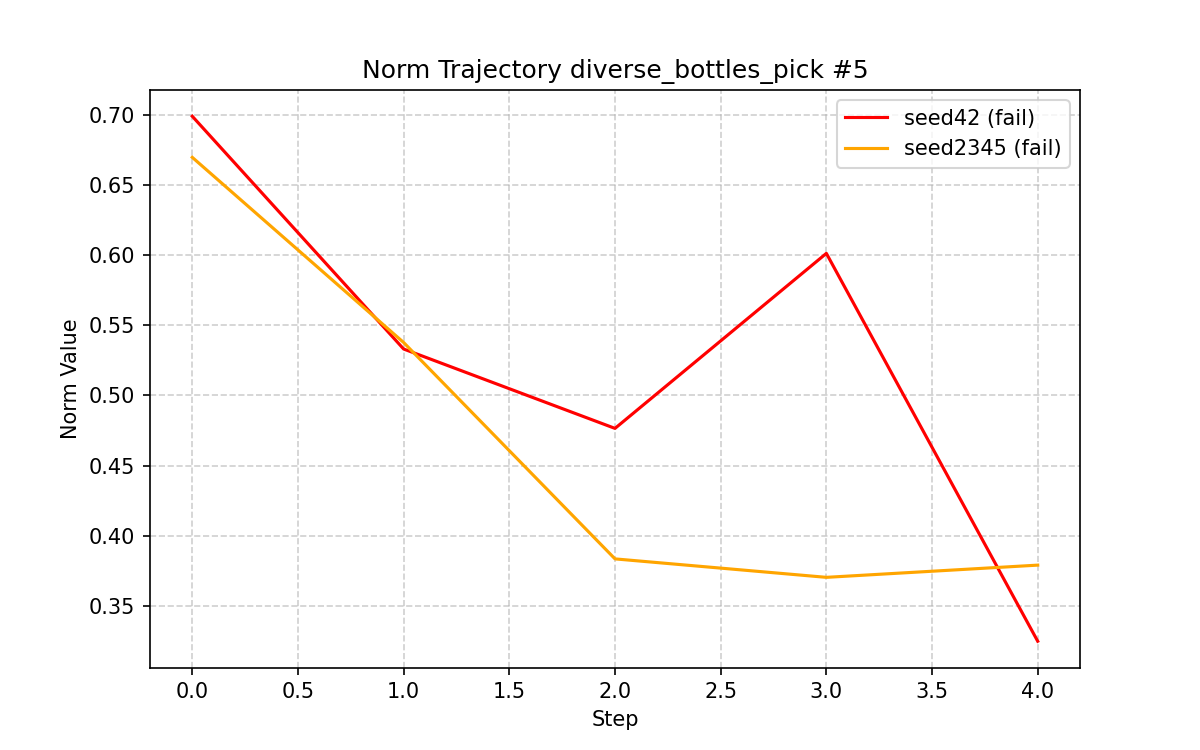 Norm Trajectory diverse_bottles_pick #5
seed42 (fail)
seed2345 (fail)
Norm Value
0.70
0.65
0.60
0.55
0.50
0.45
0.40
0.35
0.0 0.5 1.0 1.5 2.0 2.5 3.0 3.5 4.0
Step